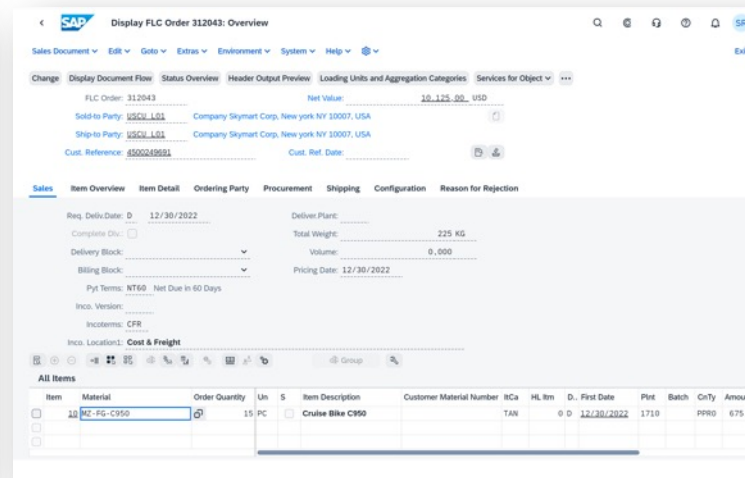 SAP Display FLC Order 312043: Overview
Sales Document Edit Goto Extras Environment System Help
Change Display Document Flow Status Overview Header Output Preview Loading Units and Aggregation Categories Services for Object ...
FLC Order: 312043 Net Value: 10.125,00 USD
Sold-to Party: USCU_L01 Company Skymart Corp, New york NY 10007, USA
Ship-to Party: USCU_L01 Company Skymart Corp, New york NY 10007, USA
Cust. Reference: 4500249691 Cust. Ref. Date:
Sales Item Overview Item Detail Ordering Party Procurement Shipping Configuration Reason for Rejection
Req. Deliv.Date: D 12/30/2022 Deliver.Plant:
Complete Dlv.: Total Weight: 225 KG
Delivery Block: Volume: 0,000
Billing Block: Pricing Date: 12/30/2022
Pyt Terms: NT60 Net Due in 60 Days
Inco. Version:
Incoterms: CFR
Inco. Location1: Cost & Freight
Group
All Items
Item Material Order Quantity Un S Item Description Customer Material Number ItCa HL Itm D.. First Date Plnt Batch CnTy
10 MZ-FG-C950 15 PC Cruise Bike C950 TAN 0 D 12/30/2022 1710 PPR0 675